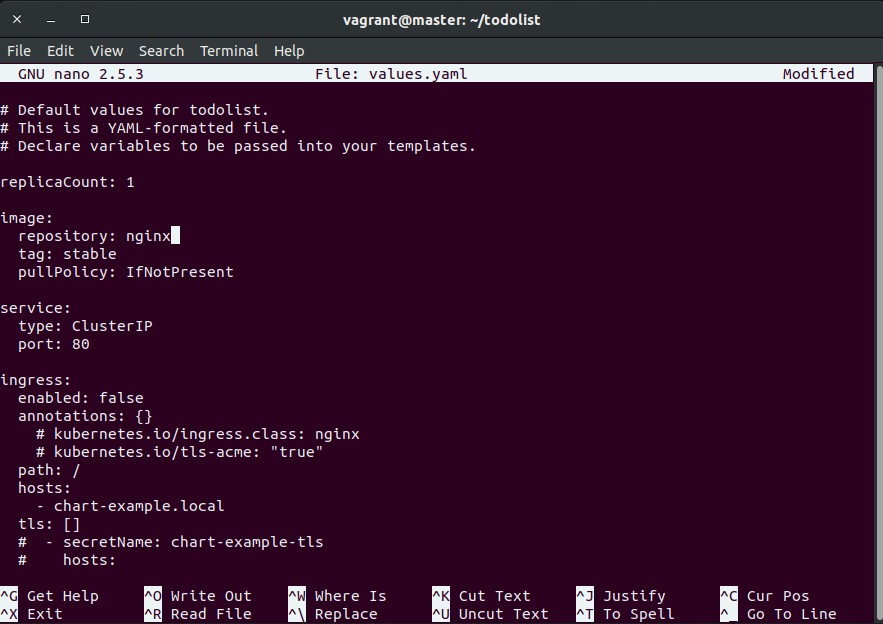 vagrant@master: ~/todolist
File Edit View Search Terminal Help
GNU nano 2.5.3 File: values.yaml Modified
# Default values for todolist.
# This is a YAML-formatted file.
# Declare variables to be passed into your templates.
replicaCount: 1
image:
  repository: nginx
  tag: stable
  pullPolicy: IfNotPresent
service:
  type: ClusterIP
  port: 80
ingress:
  enabled: false
  annotations: {}
    # kubernetes.io/ingress.class: nginx
    # kubernetes.io/tls-acme: "true"
  path: /
  hosts:
    - chart-example.local
  tls: []
  #  - secretName: chart-example-tls
  #    hosts:
^G Get Help ^O Write Out ^W Where Is ^K Cut Text ^J Justify ^C Cur Pos
^X Exit ^R Read File ^\ Replace ^U Uncut Text ^T To Spell ^_ Go To Line